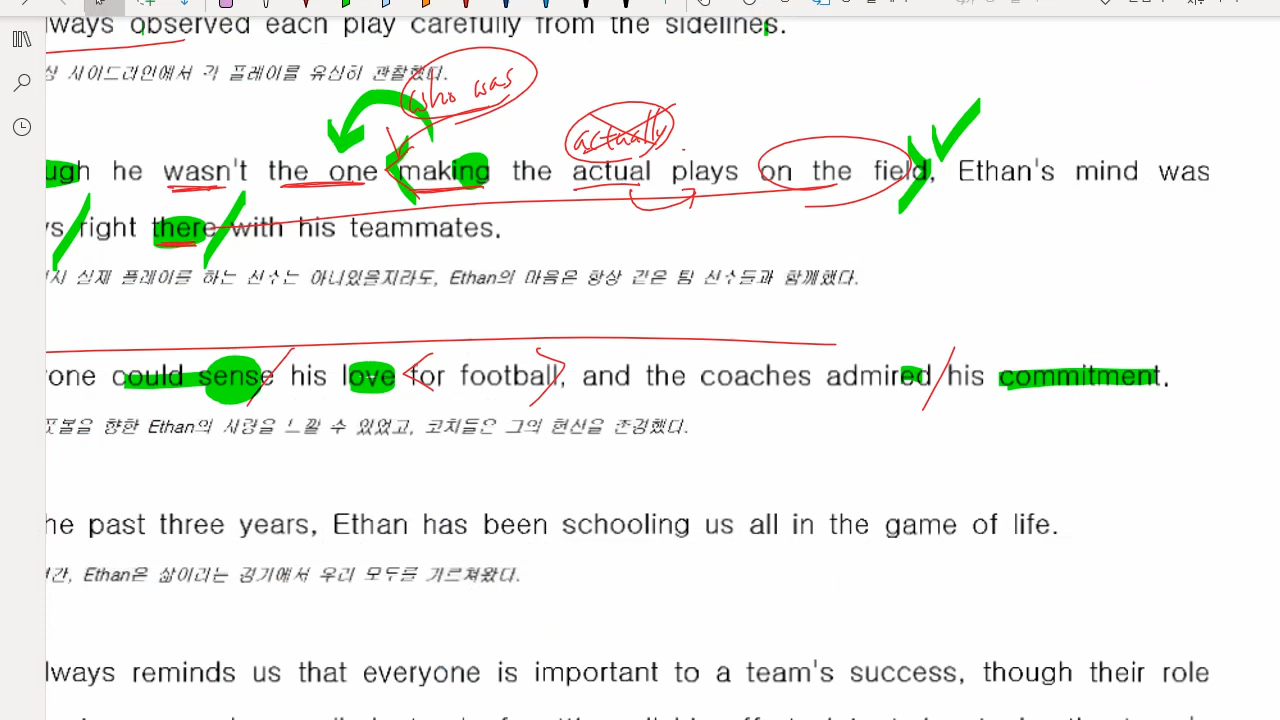 lways observed each play carefully from the sidelines.
상 사이드라인에서 각 플레이를 유심히 관찰했다.
who was
actually
ugh he wasn't the one making the actual plays on the field, Ethan's mind was
ys right there with his teammates.
서 실제 플레이를 하는 선수는 아니었을지라도, Ethan의 마음은 항상 같은 팀 선수들과 함께했다.
one could sense his love for football, and the coaches admired his commitment.
풋볼을 향한 Ethan의 사랑을 느낄 수 있었고, 코치들은 그의 헌신을 존경했다.
he past three years, Ethan has been schooling us all in the game of life.
간, Ethan은 삶이라는 경기에서 우리 모두를 가르쳐왔다.
lways reminds us that everyone is important to a team's success, though their role